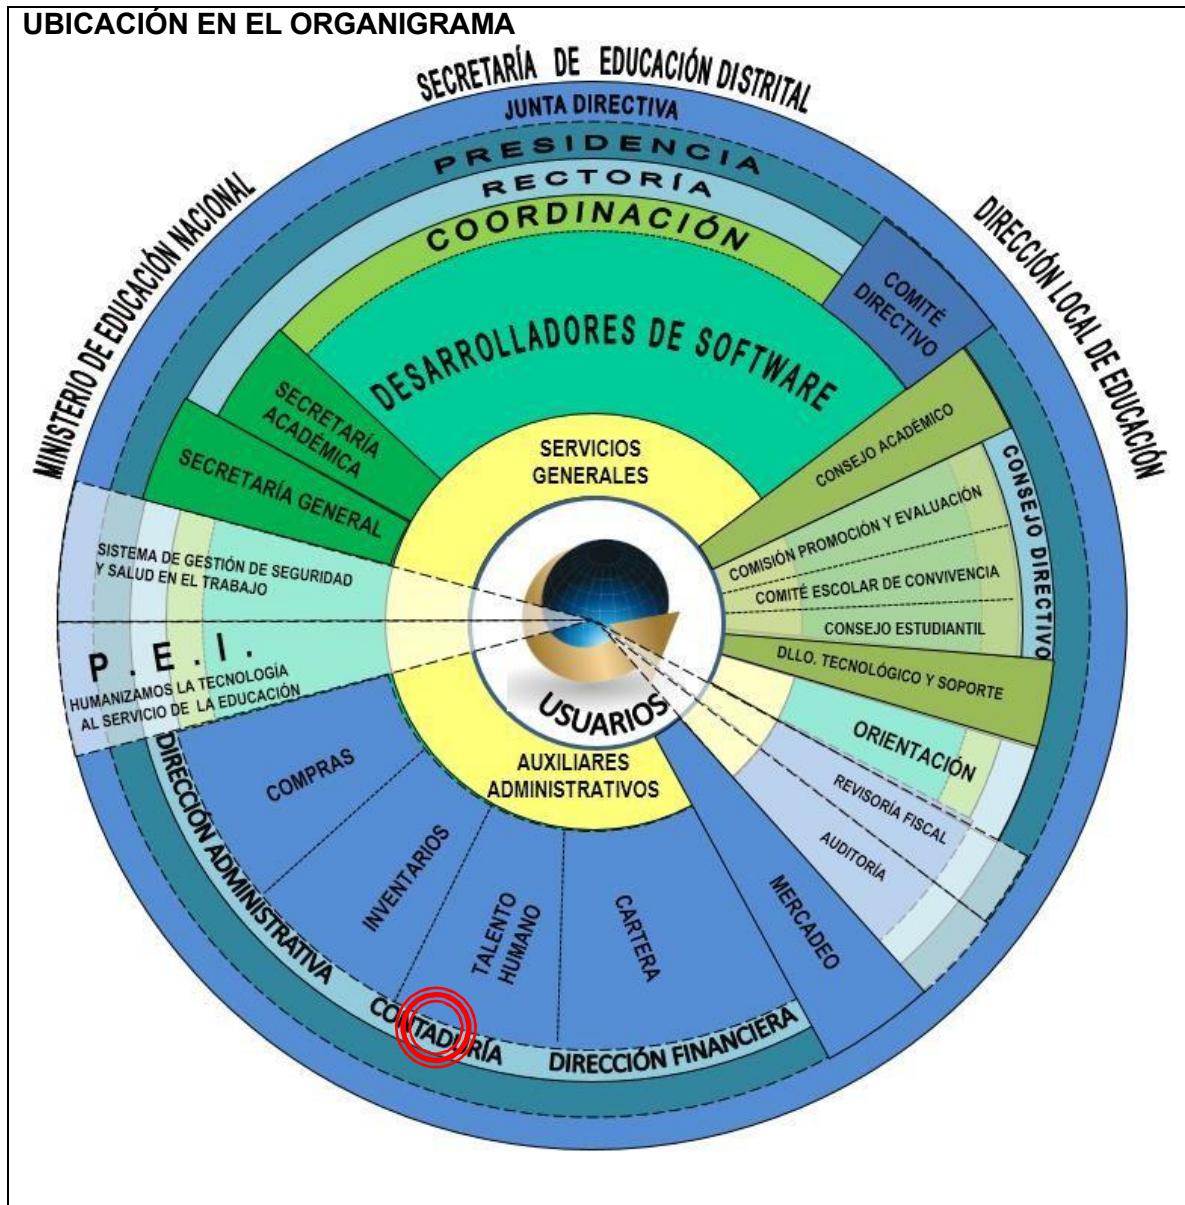 UBICACIÓN EN EL ORGANIGRAMA
SECRETARÍA DE EDUCACIÓN DISTRITAL
MINISTERIO DE EDUCACIÓN NACIONAL
DIRECCIÓN LOCAL DE EDUCACIÓN
JUNTA DIRECTIVA
PRESIDENCIA
RECTORÍA
COORDINACIÓN
DESARROLLADORES DE SOFTWARE
COMITÉ
DIRECTIVO
SECRETARÍA
ACADÉMICA
SECRETARÍA GENERAL
CONSEJO ACADÉMICO
CONSEJO DIRECTIVO
COMISIÓN PROMOCIÓN Y EVALUACIÓN
COMITÉ ESCOLAR DE CONVIVENCIA
CONSEJO ESTUDIANTIL
SERVICIOS
GENERALES
SISTEMA DE GESTIÓN DE SEGURIDAD
Y SALUD EN EL TRABAJO
P.E.I.
HUMANIZAMOS LA TECNOLOGÍA
AL SERVICIO DE LA EDUCACIÓN
USUARIOS
DLLO. TECNOLÓGICO Y SOPORTE
ORIENTACIÓN
REVISORÍA FISCAL
AUDITORÍA
AUXILIARES
ADMINISTRATIVOS
MERCADEO
COMPRAS
INVENTARIOS
TALENTO
HUMANO
CARTERA
DIRECCIÓN ADMINISTRATIVA
CONTADURÍA
DIRECCIÓN FINANCIERA